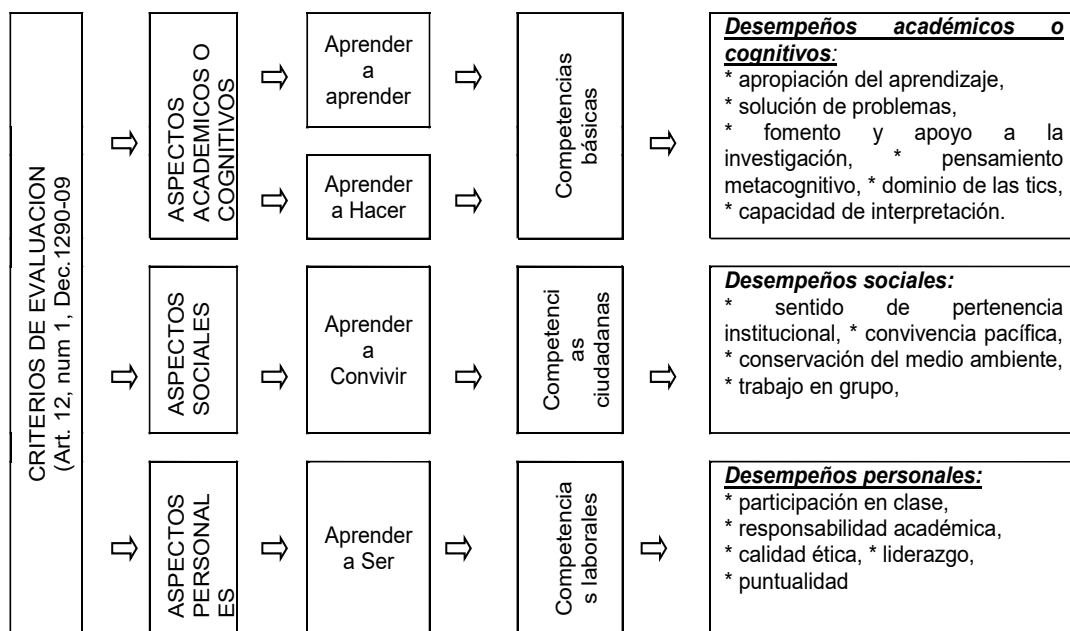 CRITERIOS DE EVALUACION
(Art. 12, num 1, Dec.1290-09
ASPECTOS
ACADEMICOS O
COGNITIVOS
Aprender
a
aprender
Aprender
a Hacer
Competencias
básicas
Desempeños académicos o
cognitivos:
* apropiación del aprendizaje,
* solución de problemas,
* fomento y apoyo a la
investigación, * pensamiento
metacognitivo, * dominio de las tics,
* capacidad de interpretación.
ASPECTOS
SOCIALES
Aprender
a
Convivir
Competenci
as
ciudadanas
Desempeños sociales:
* sentido de pertenencia
institucional, * convivencia pacífica,
* conservación del medio ambiente,
* trabajo en grupo,
ASPECTOS
PERSONAL
ES
Aprender
a Ser
Competencia
s laborales
Desempeños personales:
* participación en clase,
* responsabilidad académica,
* calidad ética, * liderazgo,
* puntualidad